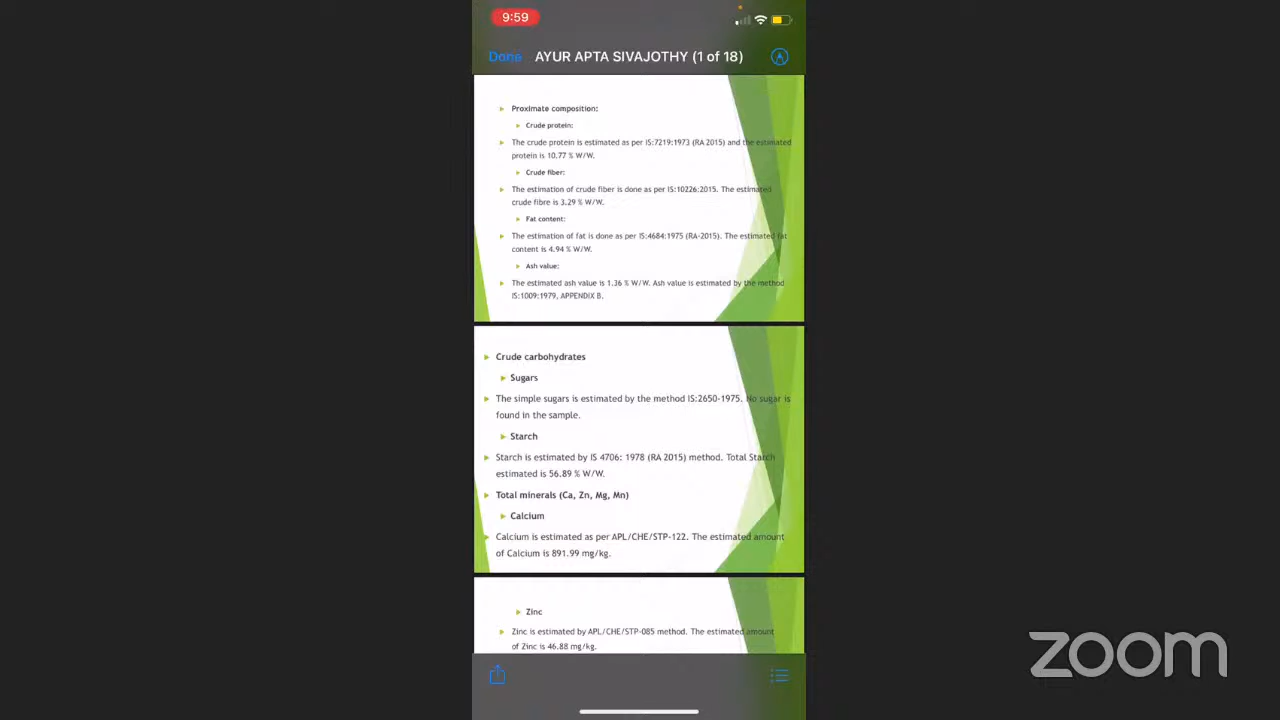 9:59
Done AYUR APTA SIVAJOTHY (1 of 18)
Proximate composition:
Crude protein:
The crude protein is estimated as per IS:7219:1973 (RA 2015) and the estimated
protein is 10.77 % W/W.
Crude fiber:
The estimation of crude fiber is done as per IS:10226:2015. The estimated
crude fibre is 3.29 % W/W.
Fat content:
The estimation of fat is done as per IS:4684:1975 (RA-2015). The estimated fat
content is 4.94 % W/W.
Ash value:
The estimated ash value is 1.36 % W/W. Ash value is estimated by the method
IS:1009:1979, APPENDIX B.
Crude carbohydrates
Sugars
The simple sugars is estimated by the method IS:2650-1975. No sugar is
found in the sample.
Starch
Starch is estimated by IS 4706: 1978 (RA 2015) method. Total Starch
estimated is 56.89 % W/W.
Total minerals (Ca, Zn, Mg, Mn)
Calcium
Calcium is estimated as per APL/CHE/STP-122. The estimated amount
of Calcium is 891.99 mg/kg.
Zinc
Zinc is estimated by APL/CHE/STP-085 method. The estimated amount
of Zinc is 46.88 mg/kg.
zoom